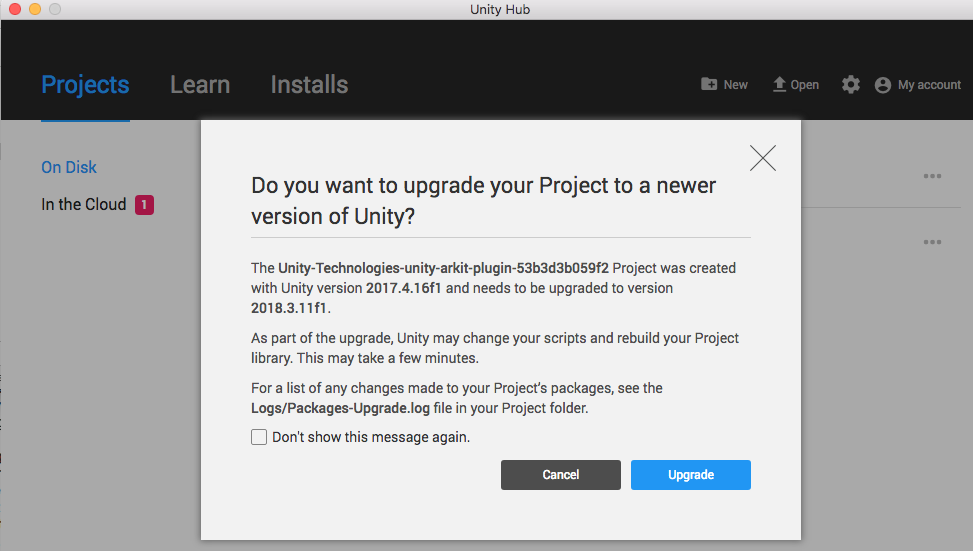 Unity Hub
Projects
Learn
Installs
New
Open
My account
On Disk
In the Cloud 1
Do you want to upgrade your Project to a newer
version of Unity?
The Unity-Technologies-unity-arkit-plugin-53b3d3b059f2 Project was created
with Unity version 2017.4.16f1 and needs to be upgraded to version
2018.3.11f1.
As part of the upgrade, Unity may change your scripts and rebuild your Project
library. This may take a few minutes.
For a list of any changes made to your Project's packages, see the
Logs/Packages-Upgrade.log file in your Project folder.
Don't show this message again.
Cancel
Upgrade